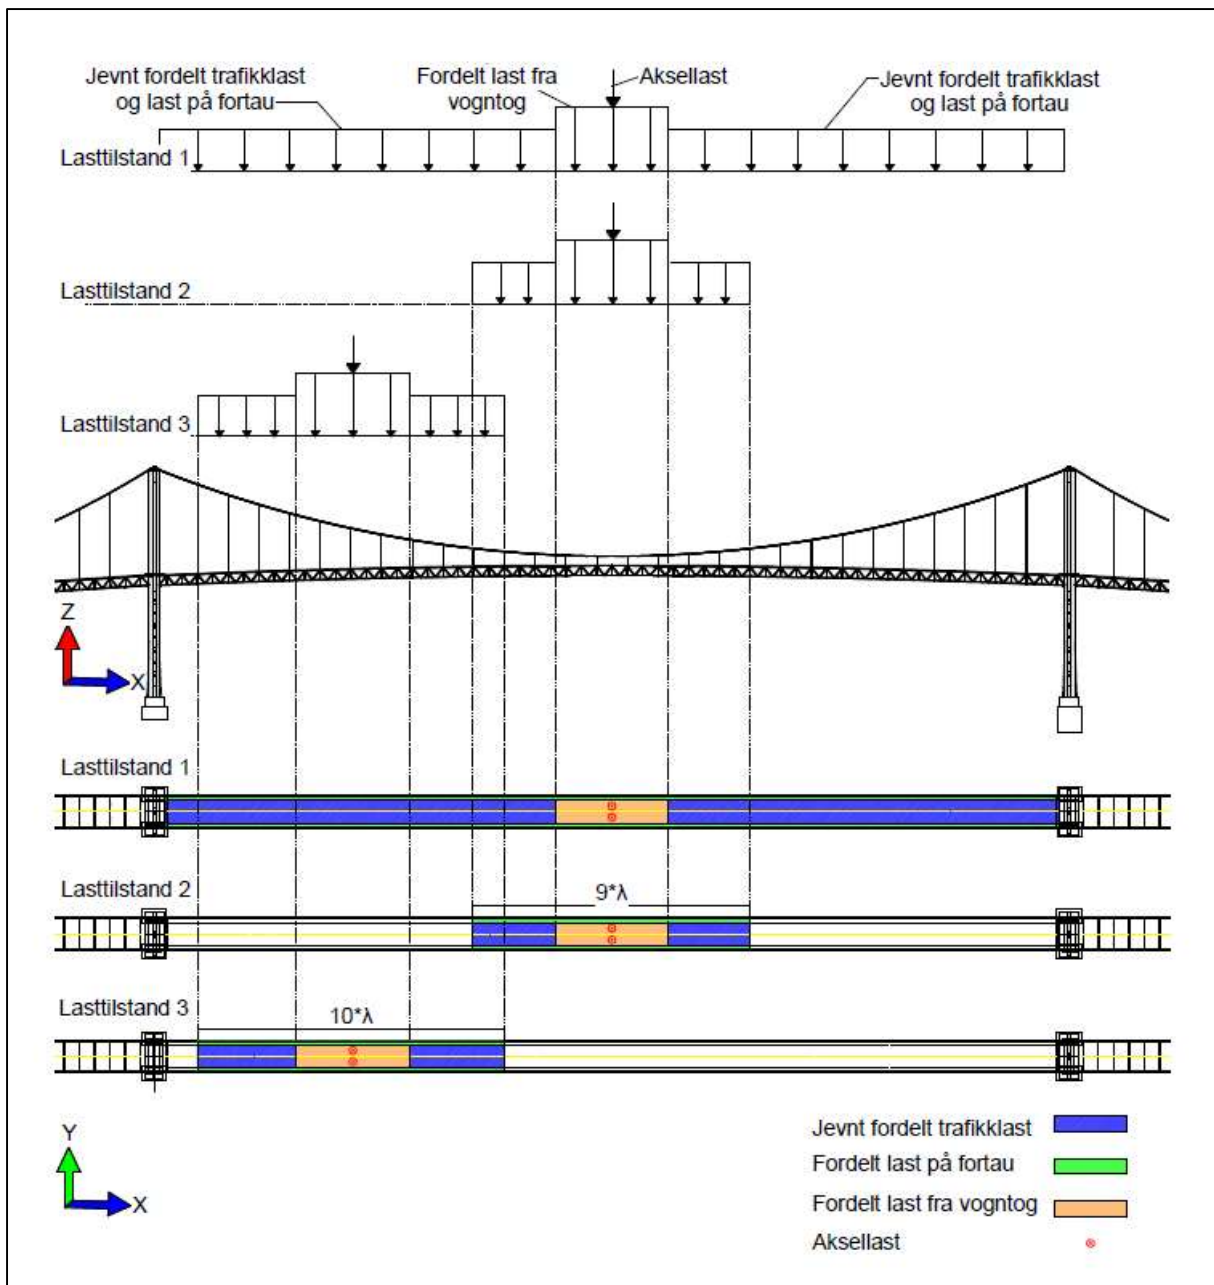 Jevnt fordelt trafikklast
og last på fortau
Fordelt last fra
vogntog
Aksellast
Jevnt fordelt trafikklast
og last på fortau
Lasttilstand 1
Lasttilstand 2
Lasttilstand 3
Z
X
Lasttilstand 1
Lasttilstand 2
9*λ
Lasttilstand 3
10*λ
Y
X
Jevnt fordelt trafikklast
Fordelt last på fortau
Fordelt last fra vogntog
Aksellast